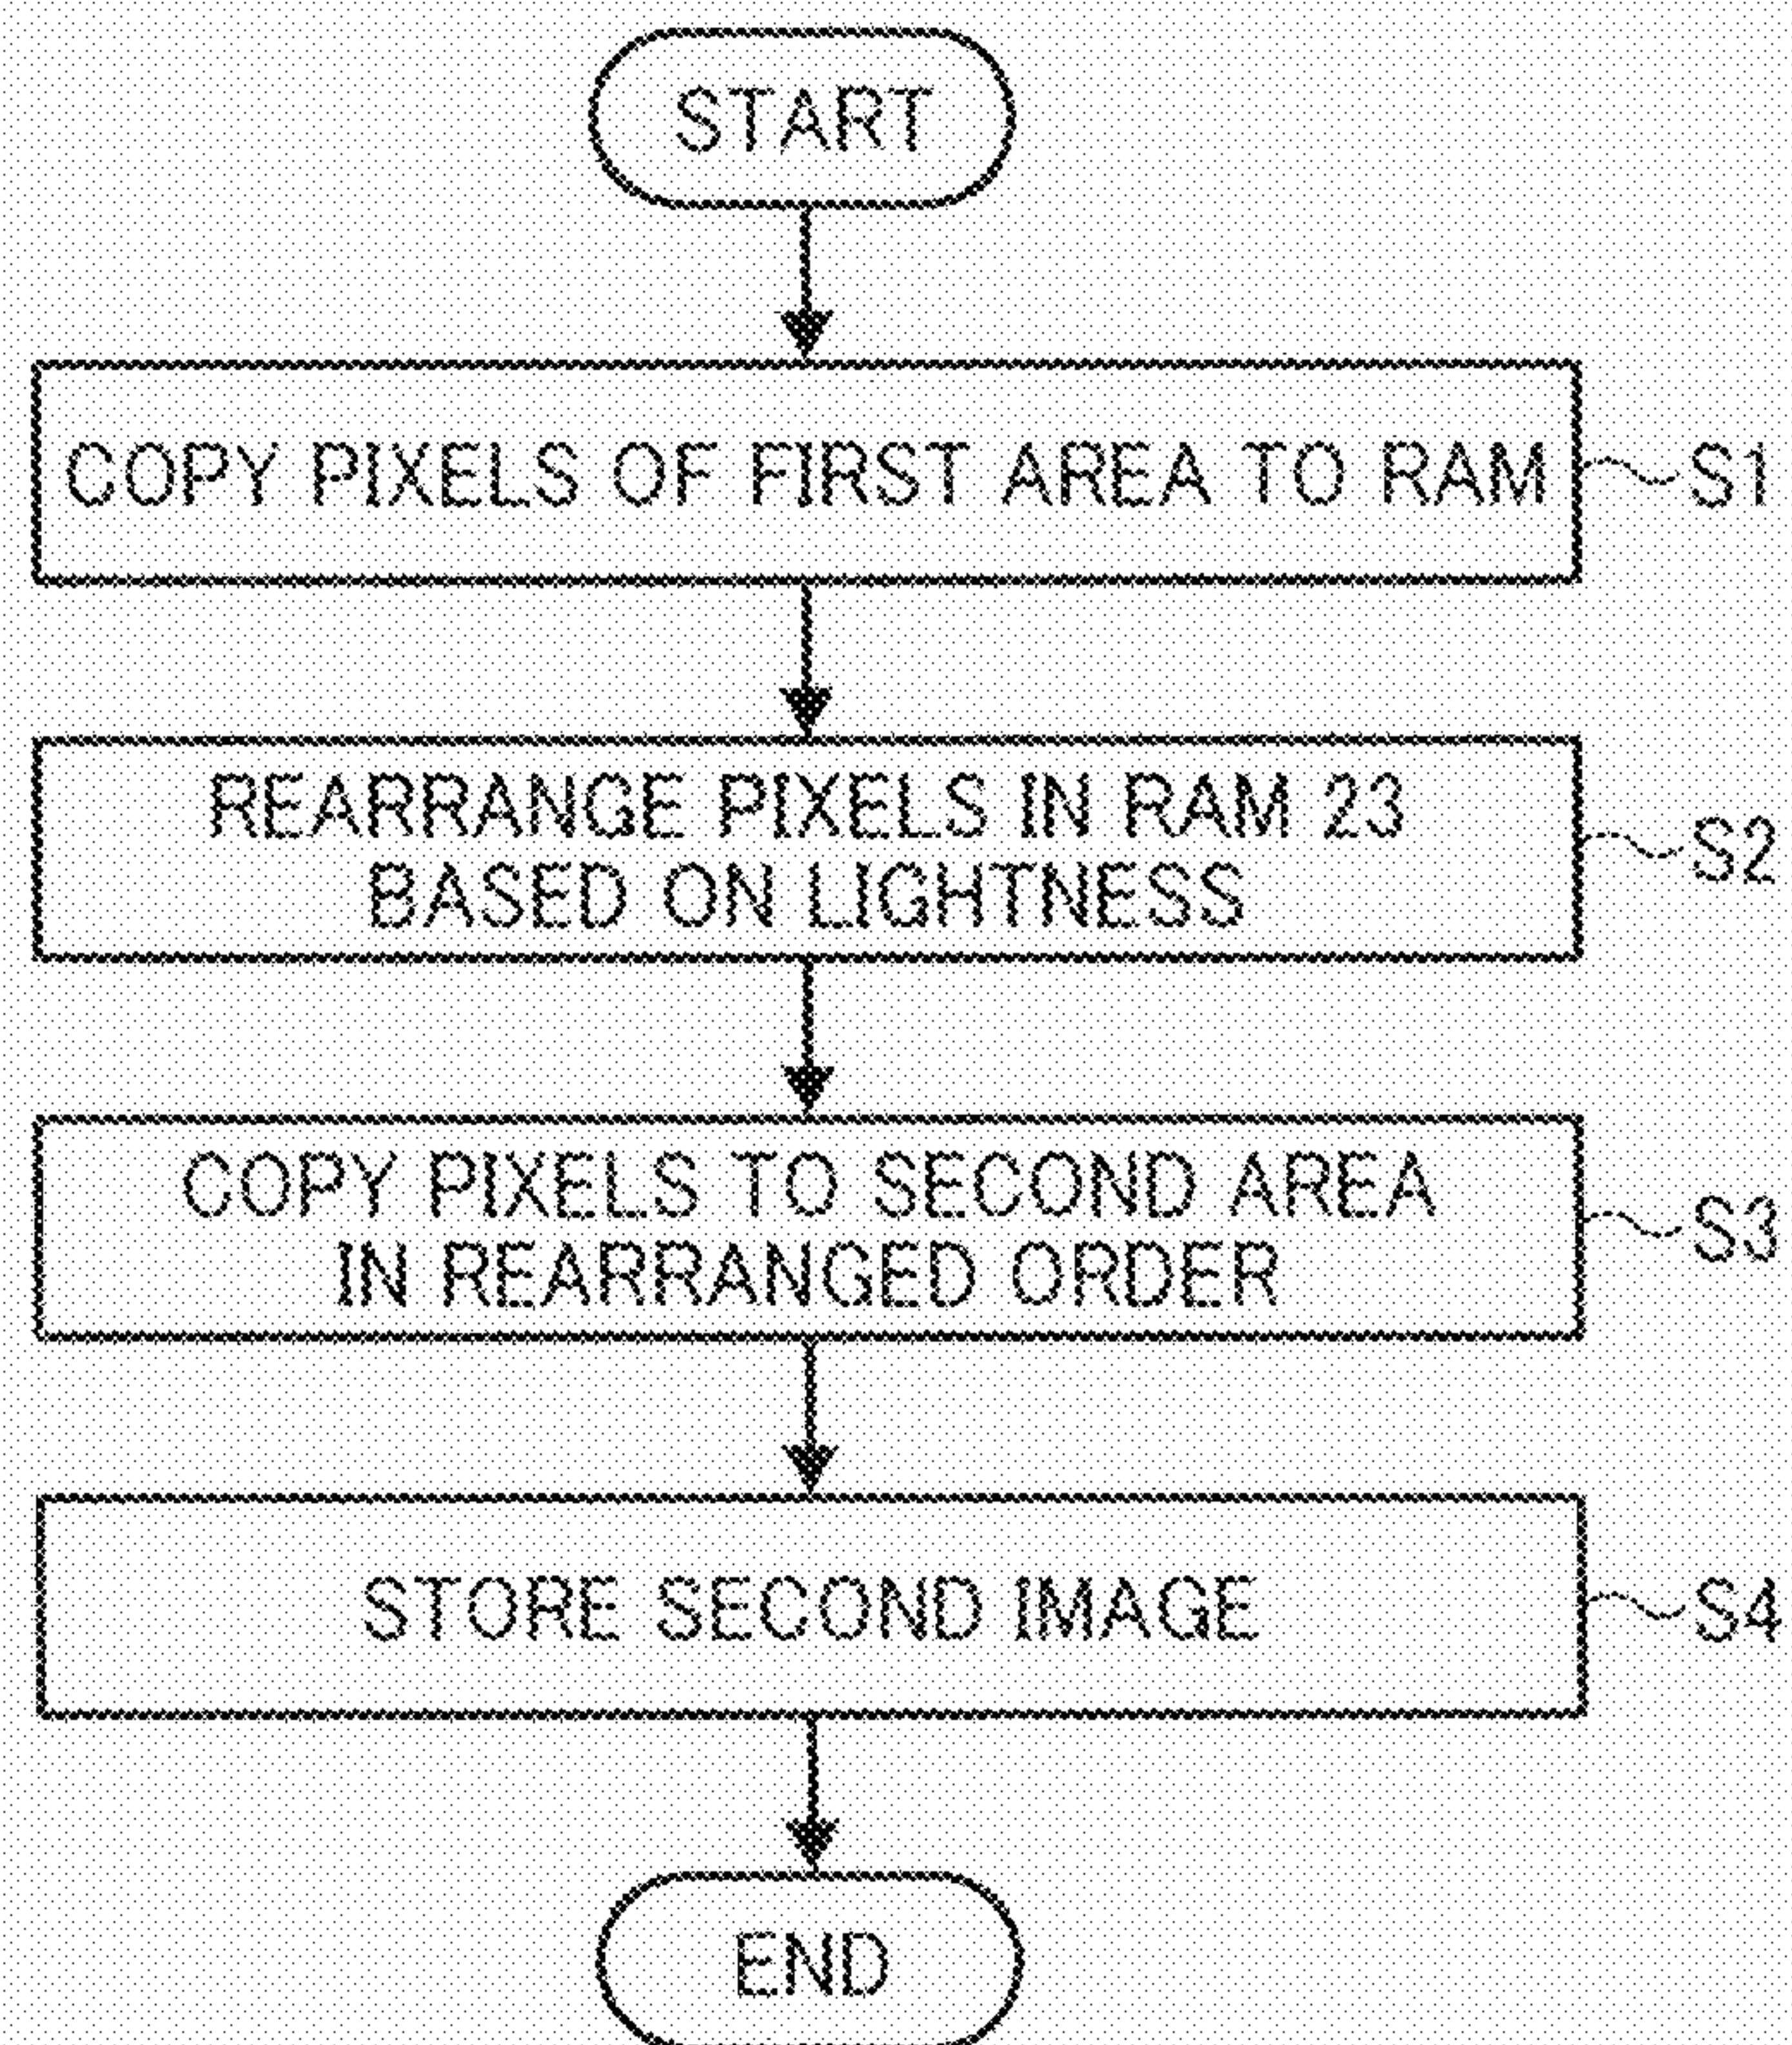 START
COPY PIXELS OF FIRST AREA TO RAM
S1
REARRANGE PIXELS IN RAM 23
BASED ON LIGHTNESS
S2
COPY PIXELS TO SECOND AREA
IN REARRANGED ORDER
S3
STORE SECOND IMAGE
S4
END